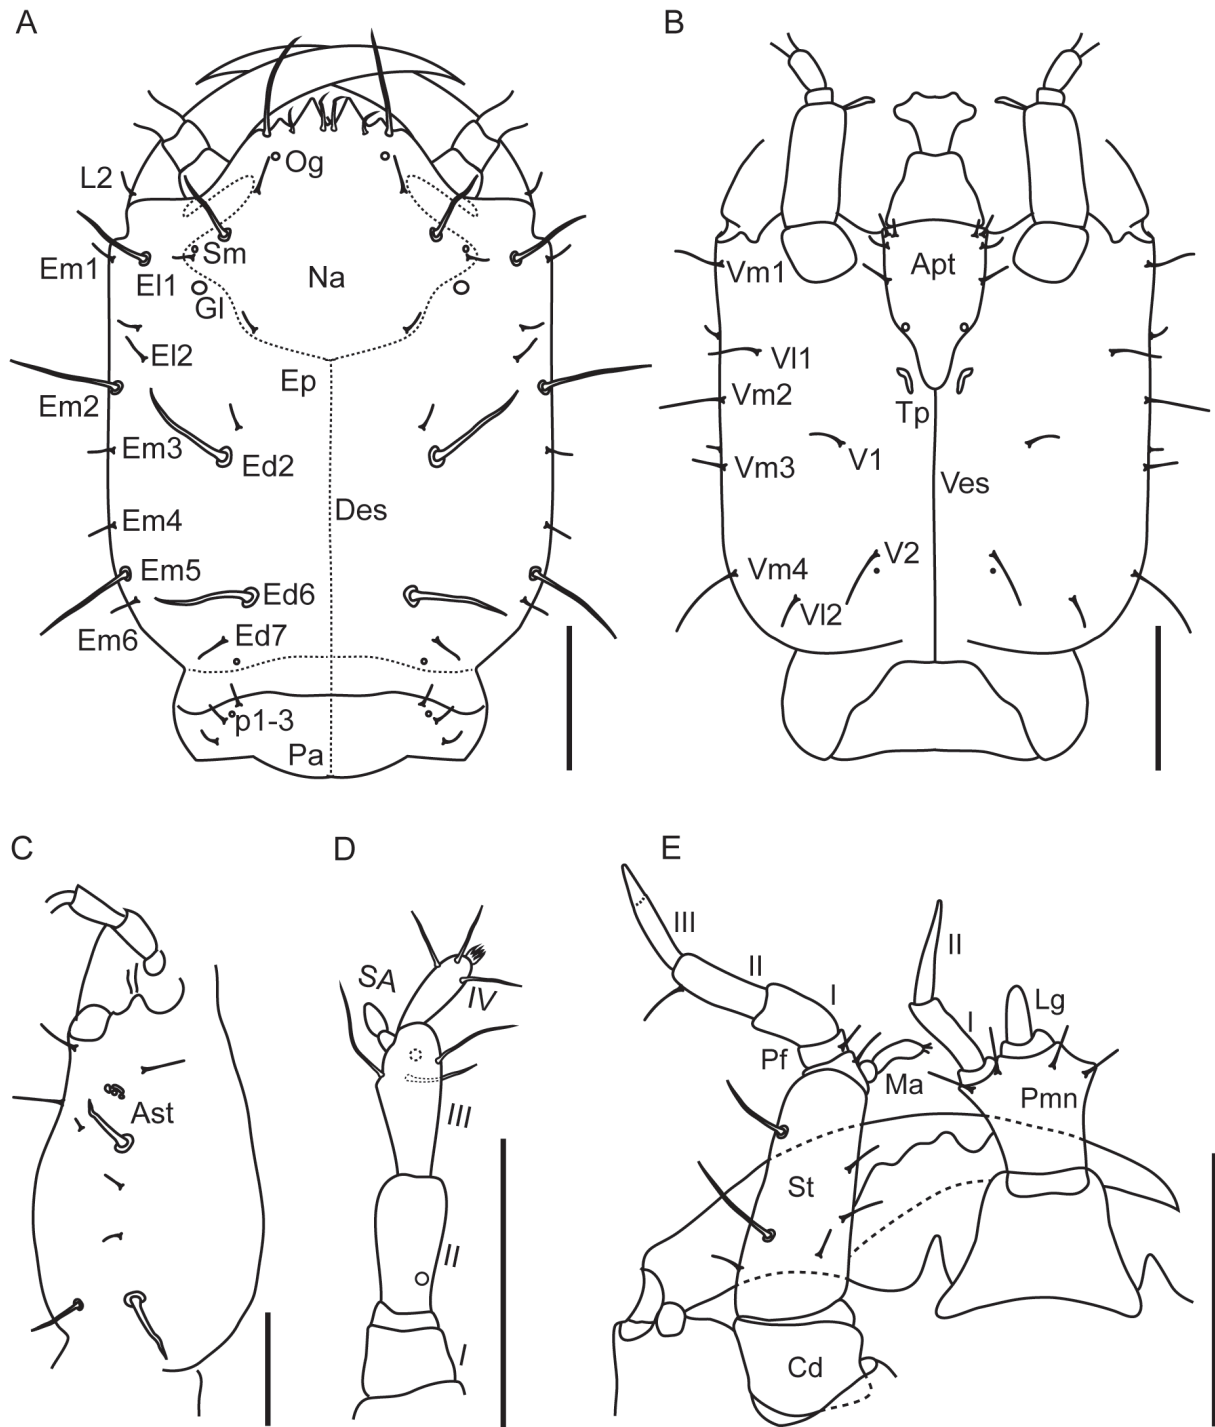 A
B
L2
Og
Sm
Em1
El1
Gl
Na
El2
Ep
Em2
Em3
Ed2
Des
Em4
Em5
Ed6
Em6
Ed7
p1-3
Pa
Apt
Vm1
Vl1
Vm2
Tp
V1
Vm3
Ves
V2
Vm4
Vl2
C
D
E
Ast
SA
IV
III
II
I
III
II
I
Pf
II
I
Lg
Ma
Pmn
St
Cd